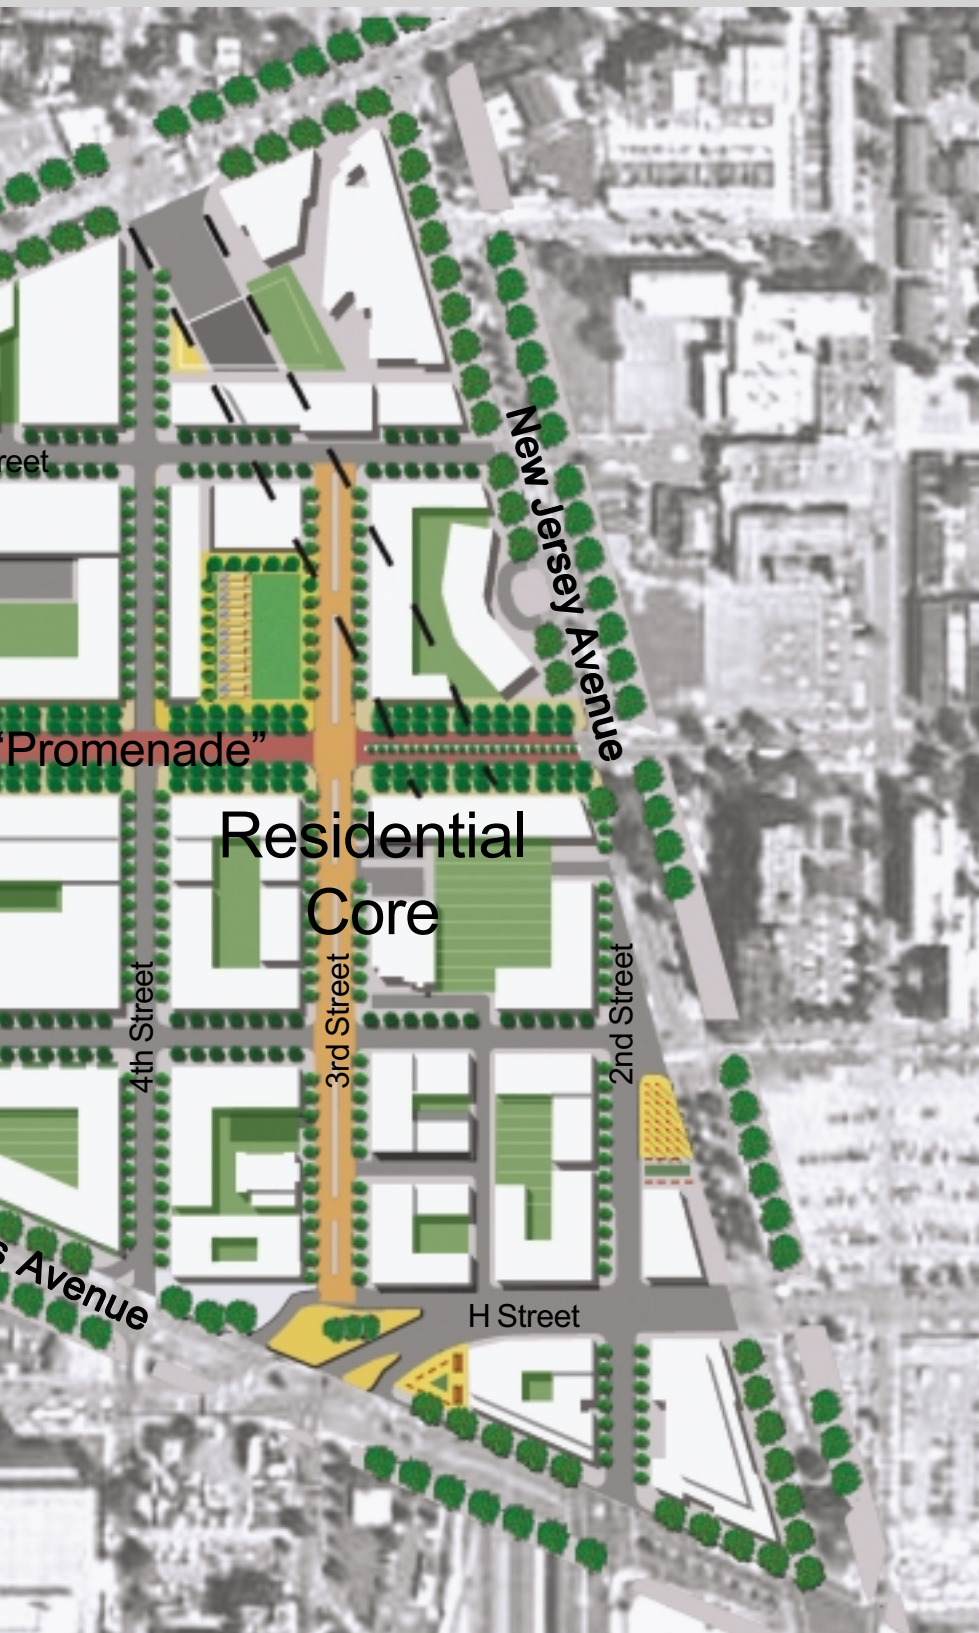 New Jersey Avenue
reet
“Promenade”
Residential
Core
4th Street
3rd Street
2nd Street
s Avenue
H Street